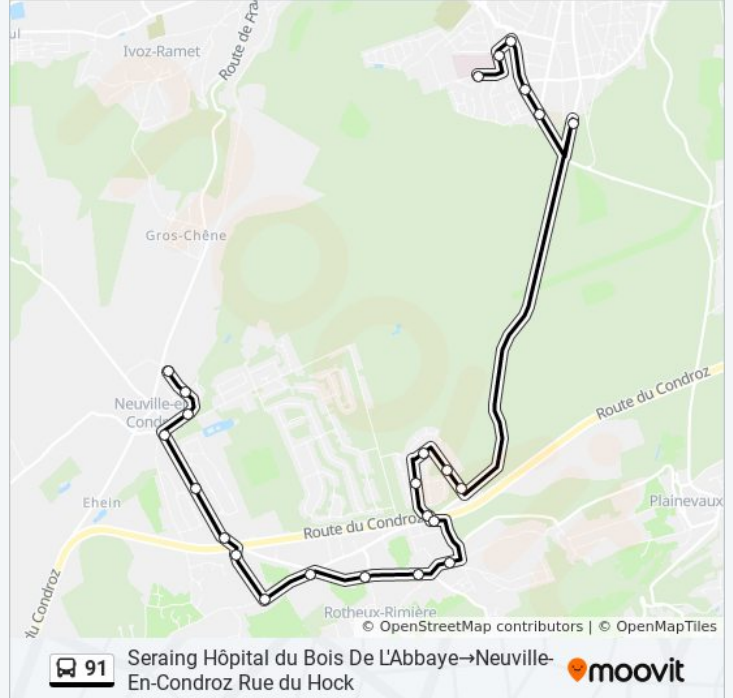 ul
Ivoz-Ramet
Route de Fra
Gros-Chêne
Route du Condroz
Neuville-e
Condr
Ehein
Plainevaux
Route du Condroz
du Condroz
Rotheux-Rimière
© OpenStreetMap contributors | © OpenMapTiles
91
Seraing Hôpital du Bois De L'Abbaye→Neuville-
En-Condroz Rue du Hock
moovit